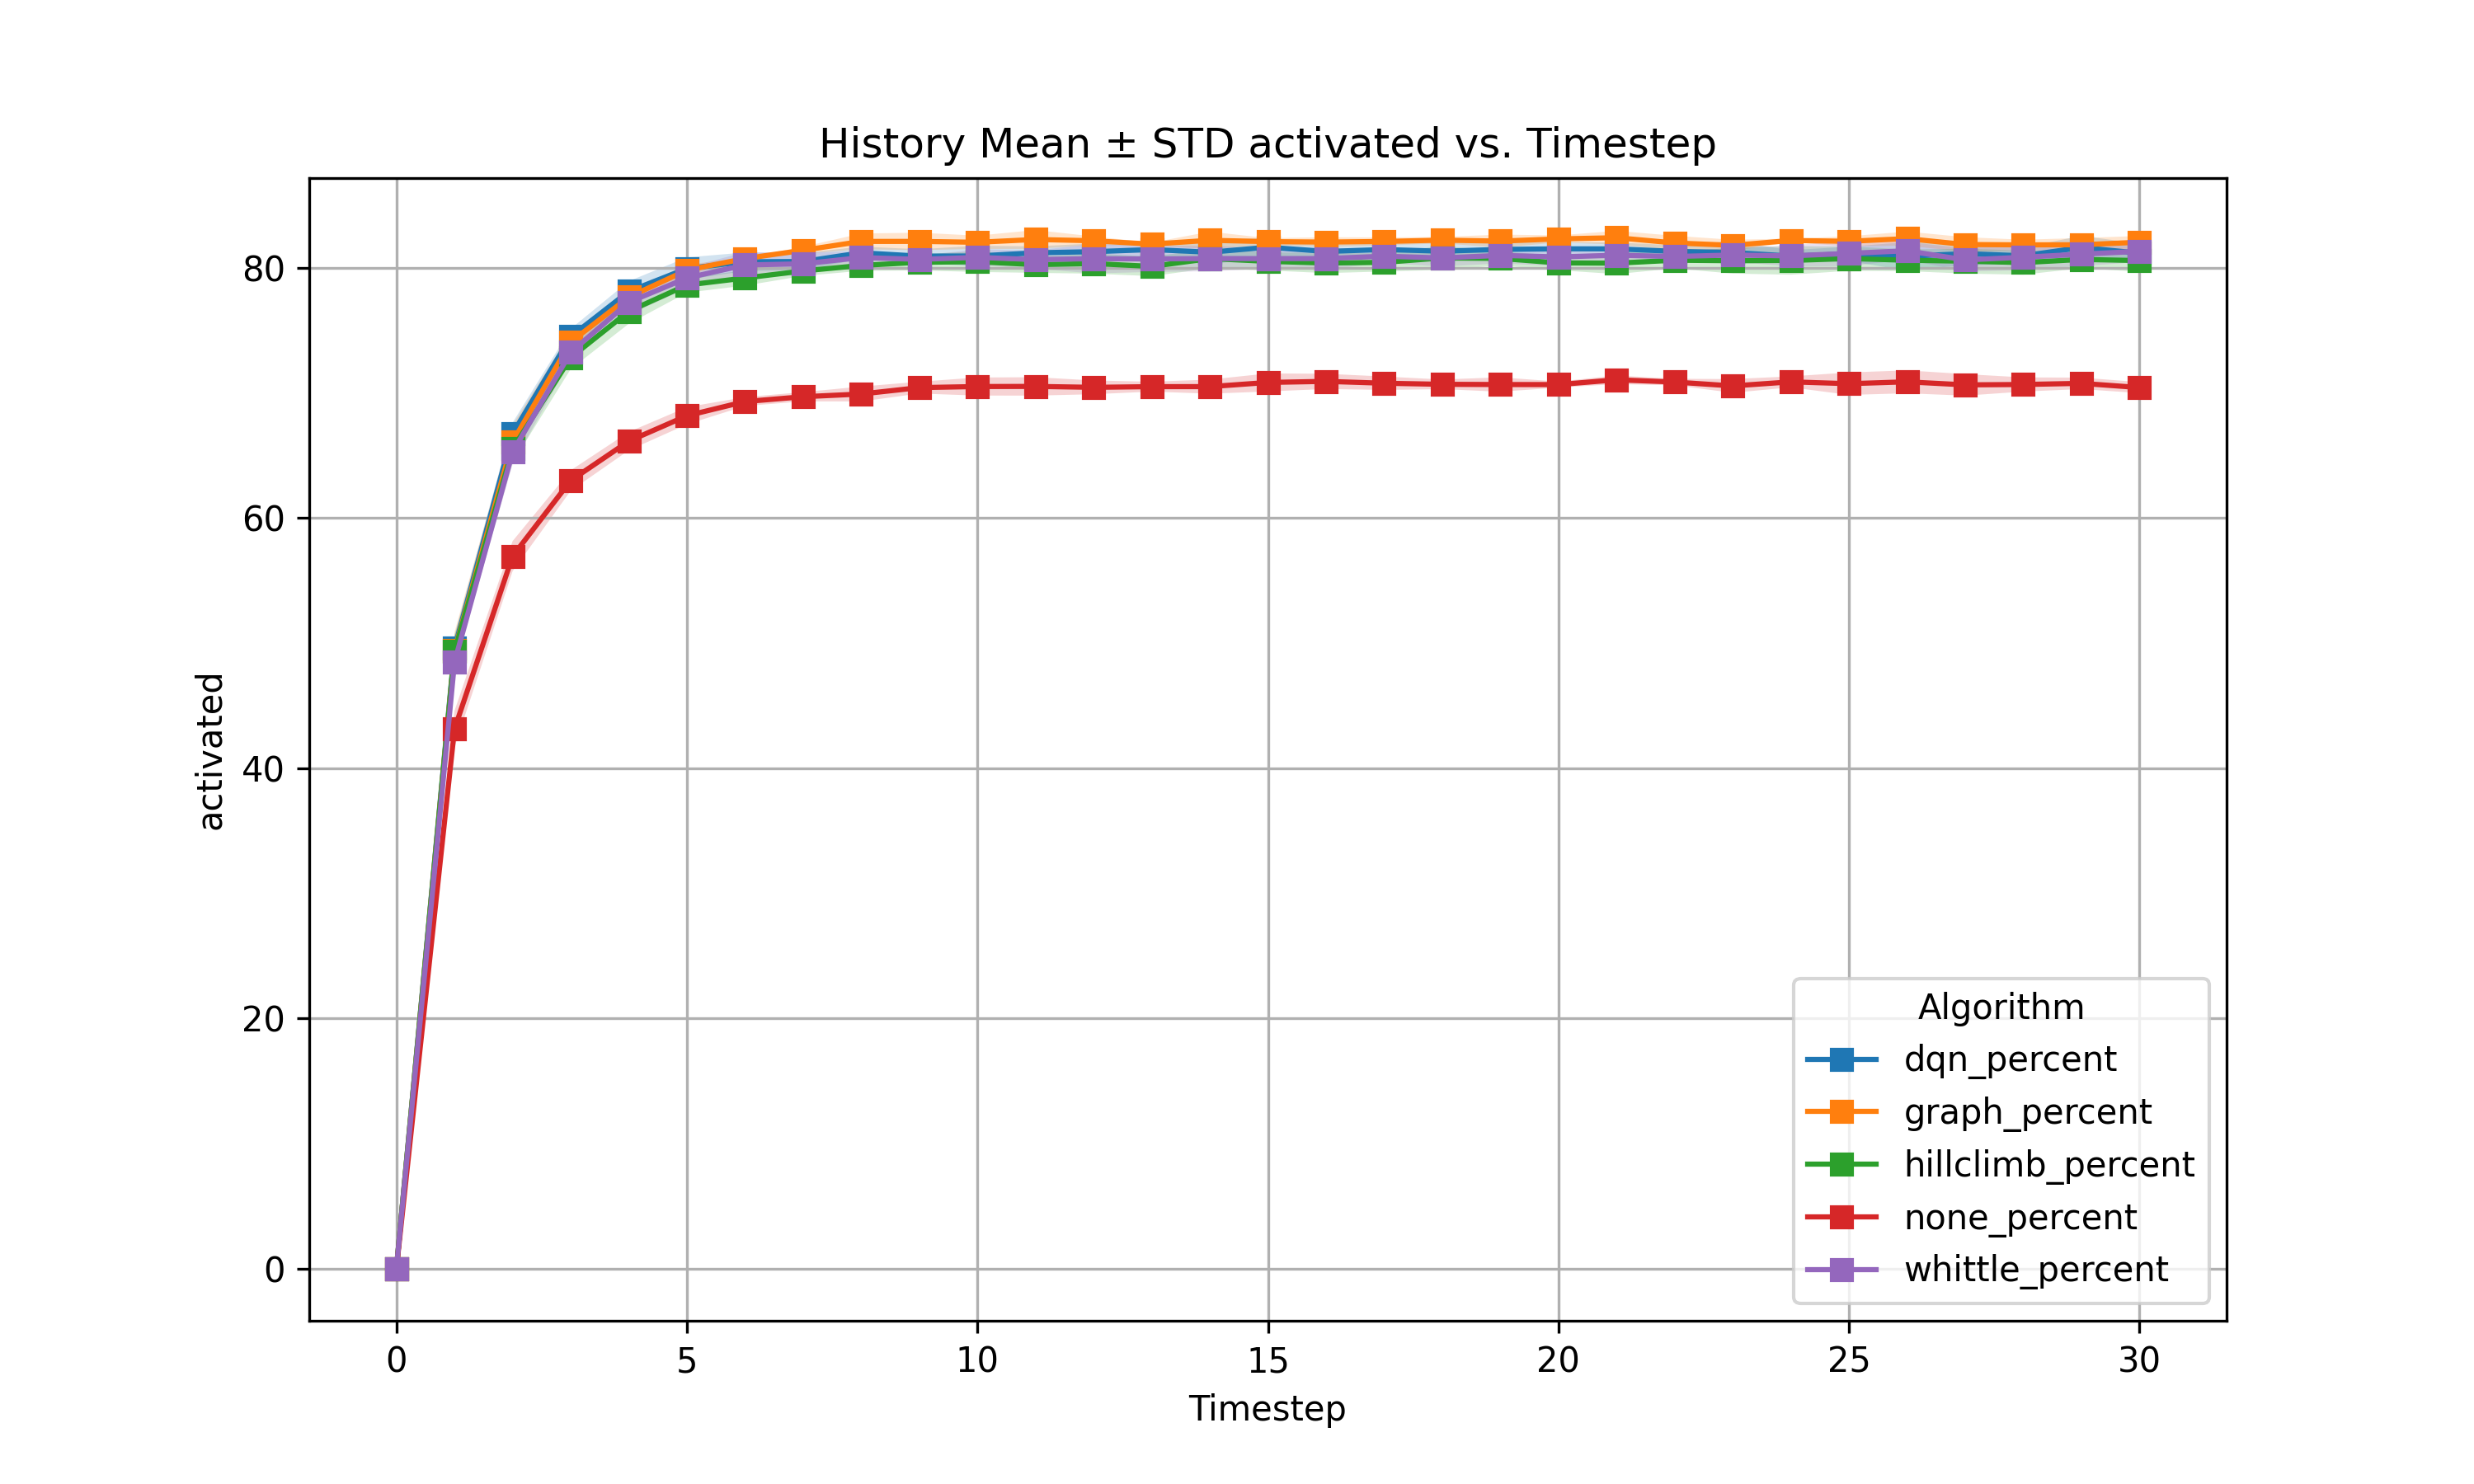 History Mean ± STD activated vs. Timestep
activated
80
60
40
20
0
0 5 10 15 20 25 30
Timestep
Algorithm
dqn_percent
graph_percent
hillclimb_percent
none_percent
whittle_percent